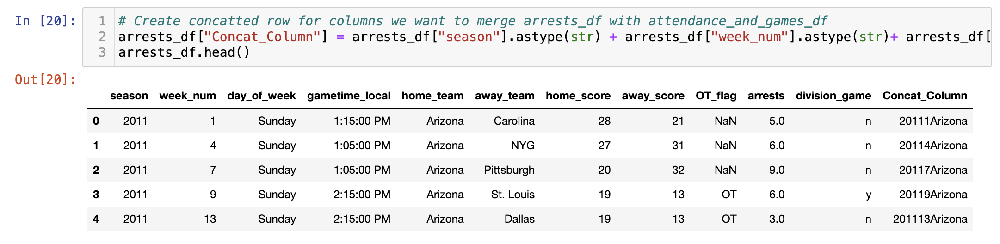 In [20]:
1 # Create concatted row for columns we want to merge arrests_df with attendance_and_games_df
2 arrests_df["Concat_Column"] = arrests_df["season"].astype(str) + arrests_df["week_num"].astype(str)+ arrests_df[
3 arrests_df.head()
Out[20]:
season week_num day_of_week gametime_local home_team away_team home_score away_score OT_flag arrests division_game Concat_Column
0 2011 1 Sunday 1:15:00 PM Arizona Carolina 28 21 NaN 5.0 n 20111Arizona
1 2011 4 Sunday 1:05:00 PM Arizona NYG 27 31 NaN 6.0 n 20114Arizona
2 2011 7 Sunday 1:05:00 PM Arizona Pittsburgh 20 32 NaN 9.0 n 20117Arizona
3 2011 9 Sunday 2:15:00 PM Arizona St. Louis 19 13 OT 6.0 y 20119Arizona
4 2011 13 Sunday 2:15:00 PM Arizona Dallas 19 13 OT 3.0 n 201113Arizona